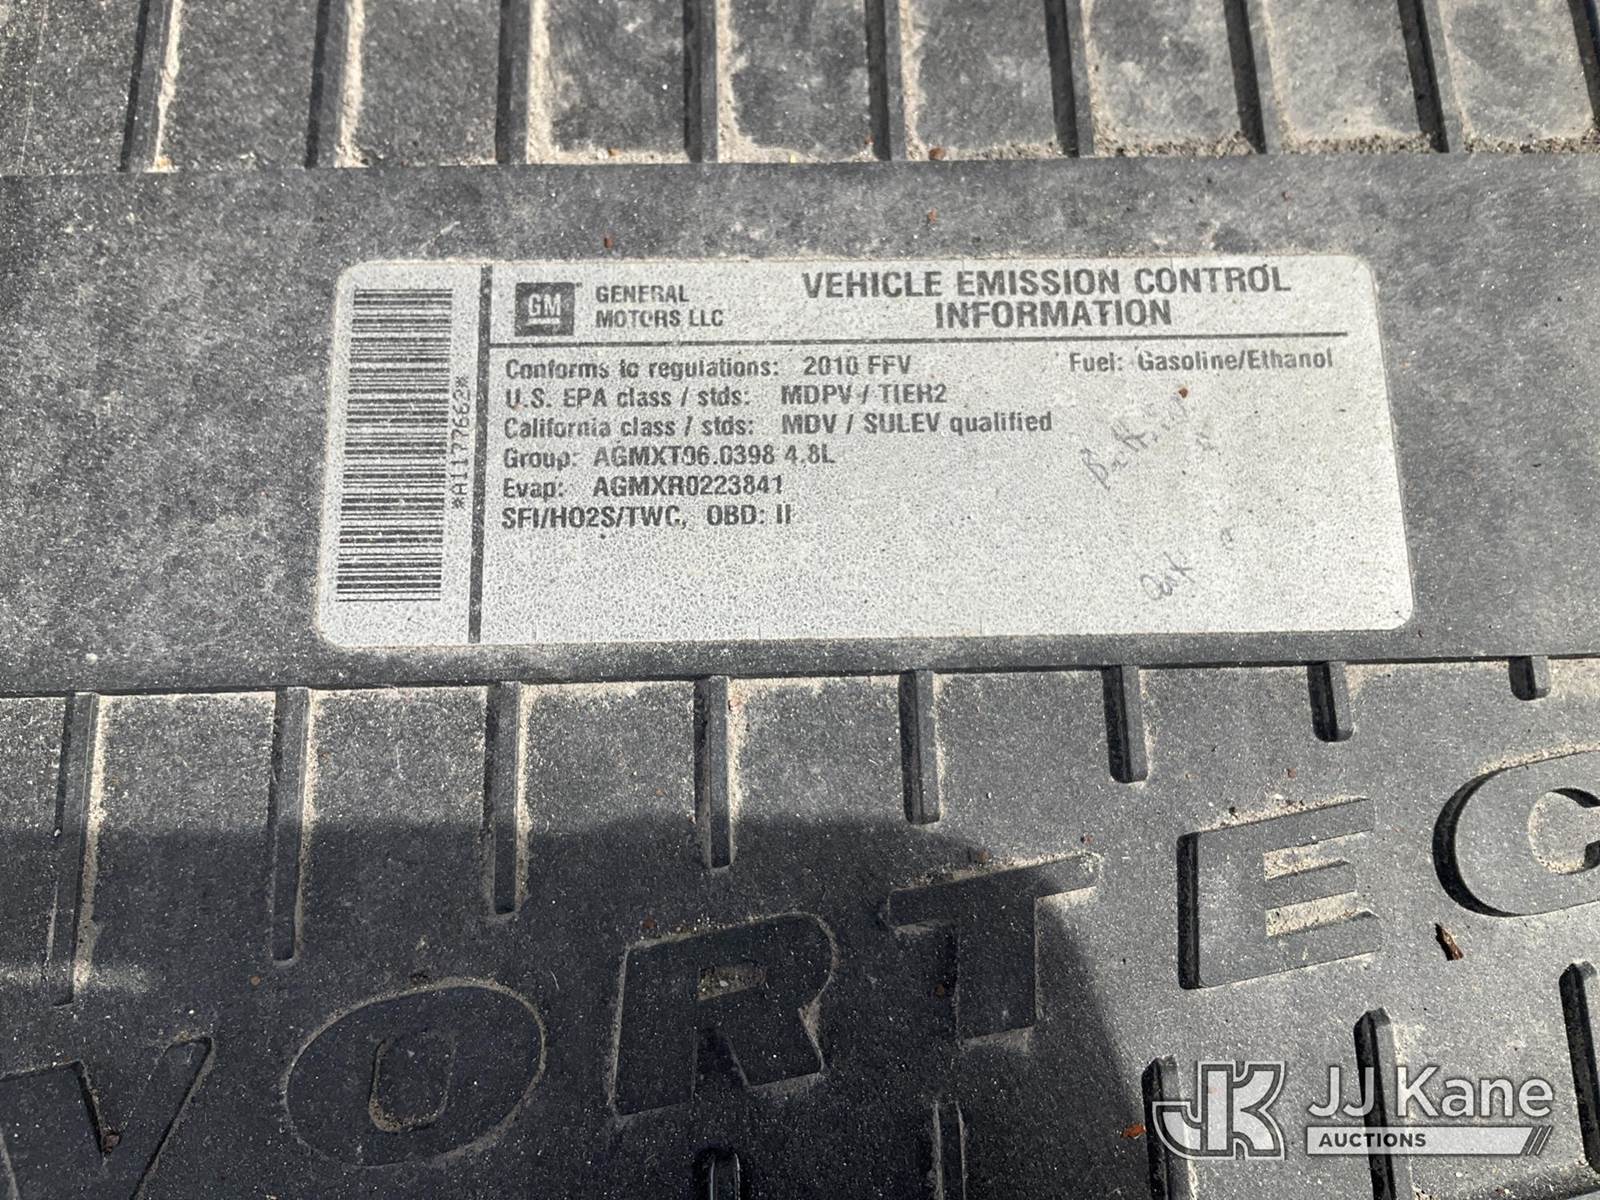 GM GENERAL MOTORS LLC
VEHICLE EMISSION CONTROL
INFORMATION
Conforms to regulations: 2010 FFV
Fuel: Gasoline/Ethanol
U.S. EPA class / stds: MDPV / TIER2
California class / stds: MDV / SULEV qualified
Group: AGMXT06.0398 4.8L
Evap: AGMXR0223841
SFI/HO2S/TWC, OBD: II
*A1177662*
VORTEC
JK JJ Kane
AUCTIONS